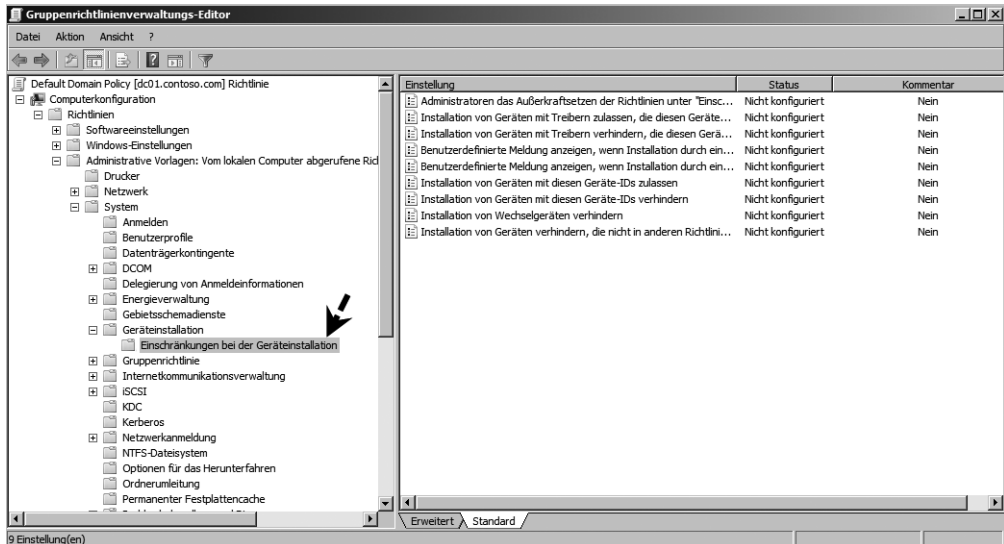 Gruppenrichtlinienverwaltungs-Editor
Datei Aktion Ansicht ?
Default Domain Policy [dc01.contoso.com] Richtlinie
Computerkonfiguration
Richtlinien
Softwareeinstellungen
Windows-Einstellungen
Administrative Vorlagen: Vom lokalen Computer abgerufene Ricl
Drucker
Netzwerk
System
Anmelden
Benutzerprofile
Datenträgerkontingente
DCOM
Delegierung von Anmeldeinformationen
Energieverwaltung
Gebietsschemadienste
Geräteinstallation
Einschränkungen bei der Geräteinstallation
Gruppenrichtlinie
Internetkommunikationsverwaltung
iSCSI
KDC
Kerberos
Netzwerkanmeldung
NTFS-Dateisystem
Optionen für das Herunterfahren
Ordnerumleitung
Permanenter Festplattencache
Einstellung Status Kommentar
Administratoren das Außerkraftsetzen der Richtlinien unter "Einsc... Nicht konfiguriert Nein
Installation von Geräten mit Treibern zulassen, die diesen Geräte... Nicht konfiguriert Nein
Installation von Geräten mit Treibern verhindern, die diesen Gerä... Nicht konfiguriert Nein
Benutzerdefinierte Meldung anzeigen, wenn Installation durch ein... Nicht konfiguriert Nein
Benutzerdefinierte Meldung anzeigen, wenn Installation durch ein... Nicht konfiguriert Nein
Installation von Geräten mit diesen Geräte-IDs zulassen Nicht konfiguriert Nein
Installation von Geräten mit diesen Geräte-IDs verhindern Nicht konfiguriert Nein
Installation von Wechselgeräten verhindern Nicht konfiguriert Nein
Installation von Geräten verhindern, die nicht in anderen Richtlini... Nicht konfiguriert Nein
Erweitert Standard
9 Einstellung(en)